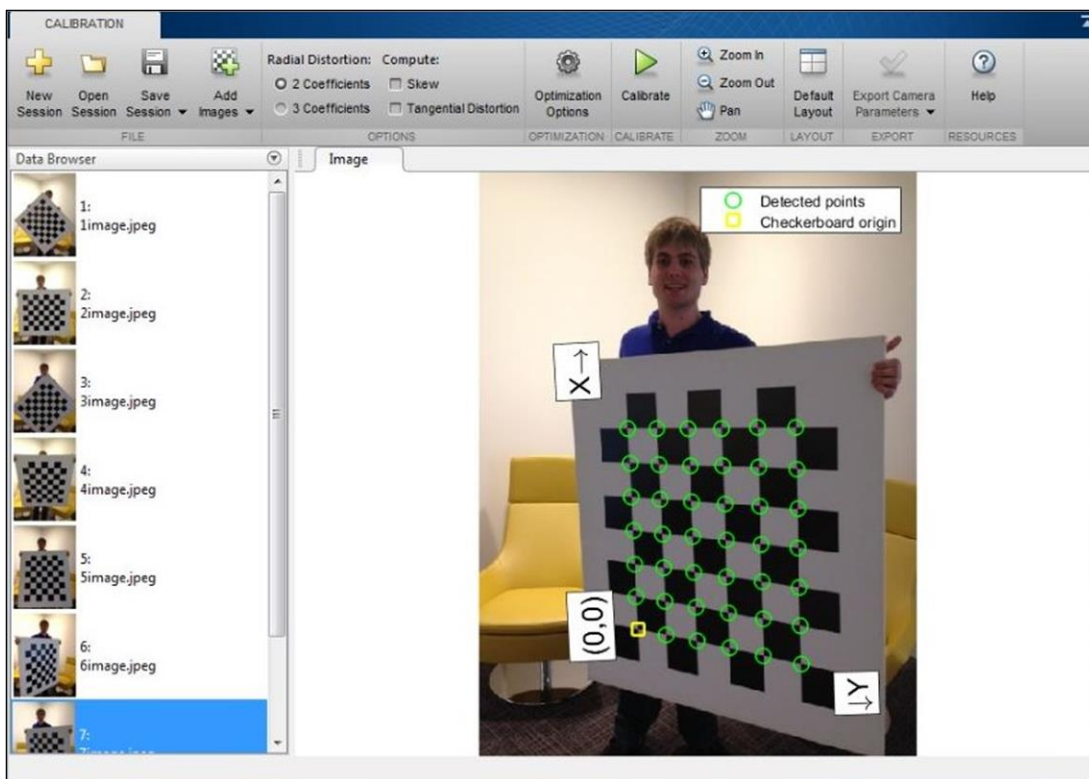 CALIBRATION
New Session
Open Session
Save Session
Add Images
Radial Distortion:
2 Coefficients
3 Coefficients
Compute:
Skew
Tangential Distortion
Optimization Options
Calibrate
Zoom In
Zoom Out
Pan
Default Layout
Export Camera Parameters
Help
FILE
OPTIONS
OPTIMIZATION
CALIBRATE
ZOOM
LAYOUT
EXPORT
RESOURCES
Data Browser
Image
1:
1image.jpeg
2:
2image.jpeg
3:
3image.jpeg
4:
4image.jpeg
5:
5image.jpeg
6:
6image.jpeg
7:
7image.jpeg
Detected points
Checkerboard origin
X→
(0,0)
→Y